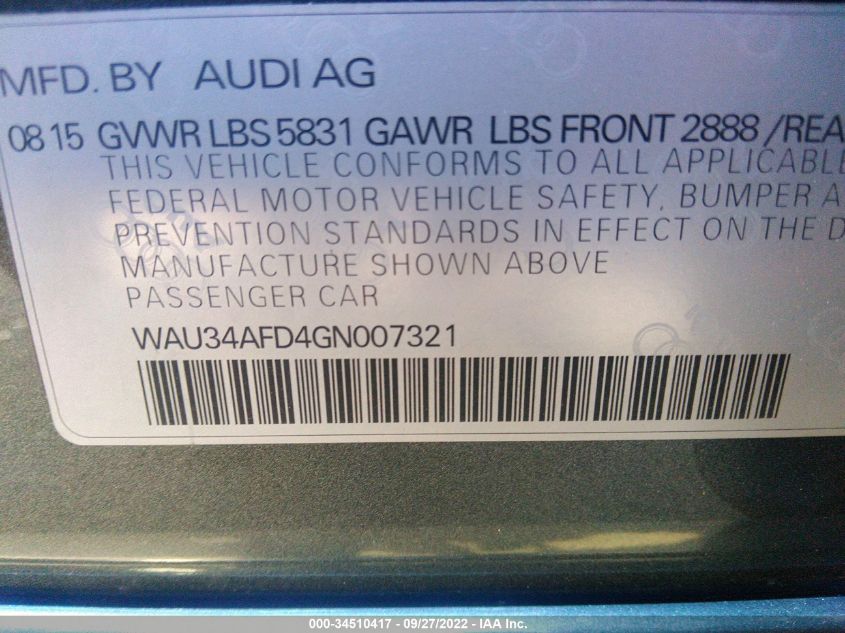 MFD. BY AUDI AG
08 15 GVWR LBS 5831 GAWR LBS FRONT 2888 /REA
THIS VEHICLE CONFORMS TO ALL APPLICABLE
FEDERAL MOTOR VEHICLE SAFETY, BUMPER A
PREVENTION STANDARDS IN EFFECT ON THE D
MANUFACTURE SHOWN ABOVE
PASSENGER CAR
WAU34AFD4GN007321
000-34510417 - 09/27/2022 - IAA Inc.